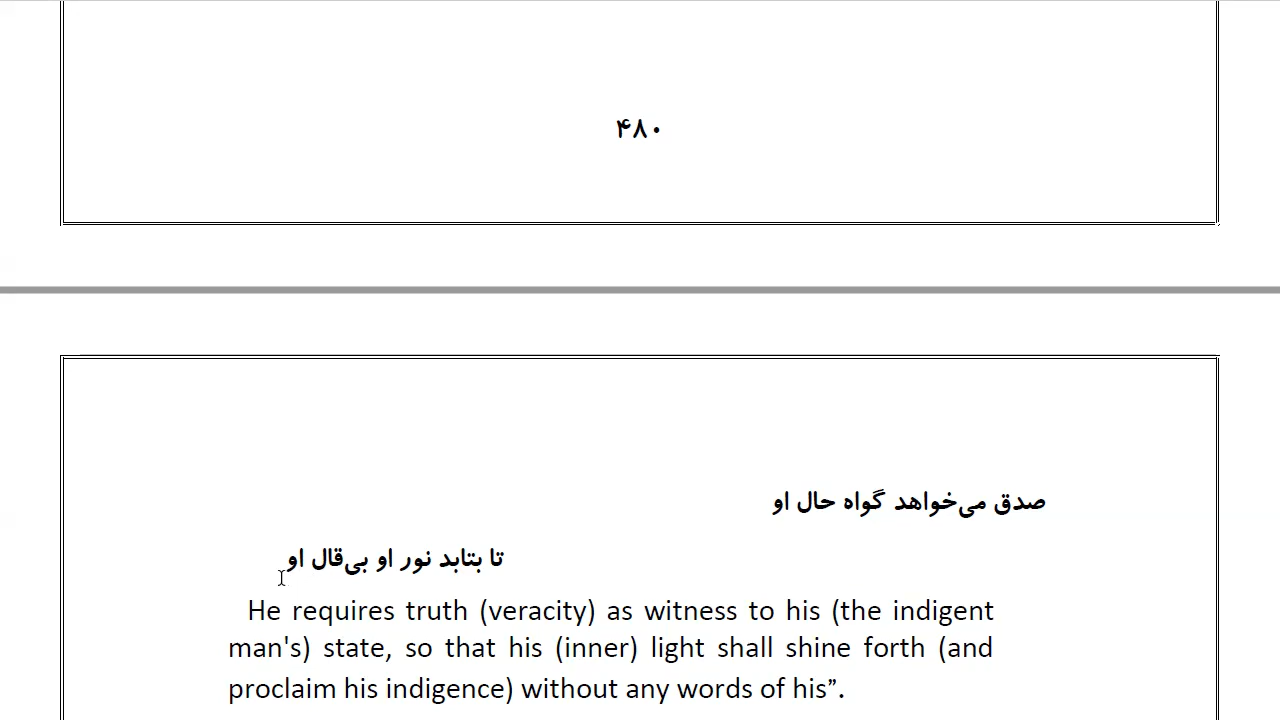 ۴۸۰
صدق می‌خواهد گواه حال او
تا بتابد نور او بی‌قال او
He requires truth (veracity) as witness to his (the indigent
man's) state, so that his (inner) light shall shine forth (and
proclaim his indigence) without any words of his”.